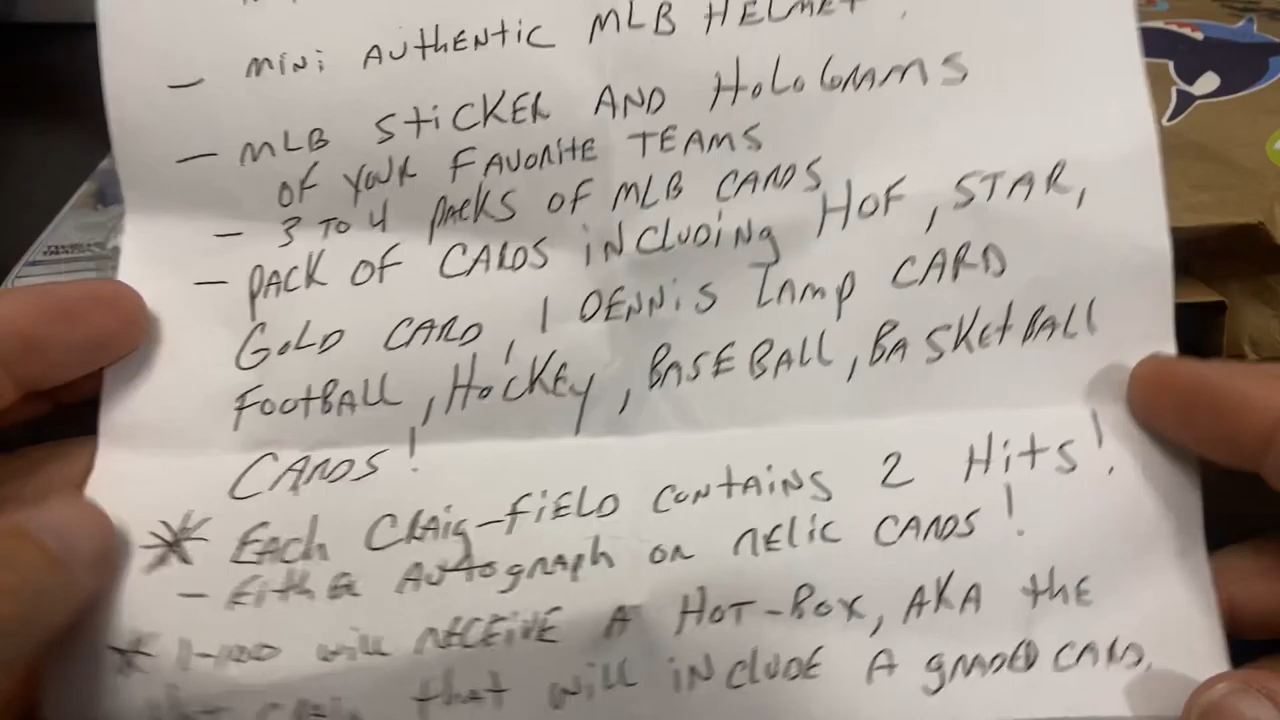 - MINI AUthENtIC MLB HELMET
- MLB StiCKER AND HoloGRAMS
OF YOUR FAVORITE TEAMS
- 3 TO 4 PACKS OF MLB CARDS
- PACK OF CARDS INCLUDING HOF, STAR,
GOLD CARD, 1 DENNIS LAMP CARD
FOOTBALL, HOCKEY, BASEBALL, BASKETBALL
CARDS!
* EACH CRAIG-FIELD CONTAINS 2 Hits!
- EITHER AUtOgRAPh OR RELIC CARDS!
* 1-100 will RECEIVE A HOT-BOX, AKA thE
that will INCLUDE A GRADED CARD.